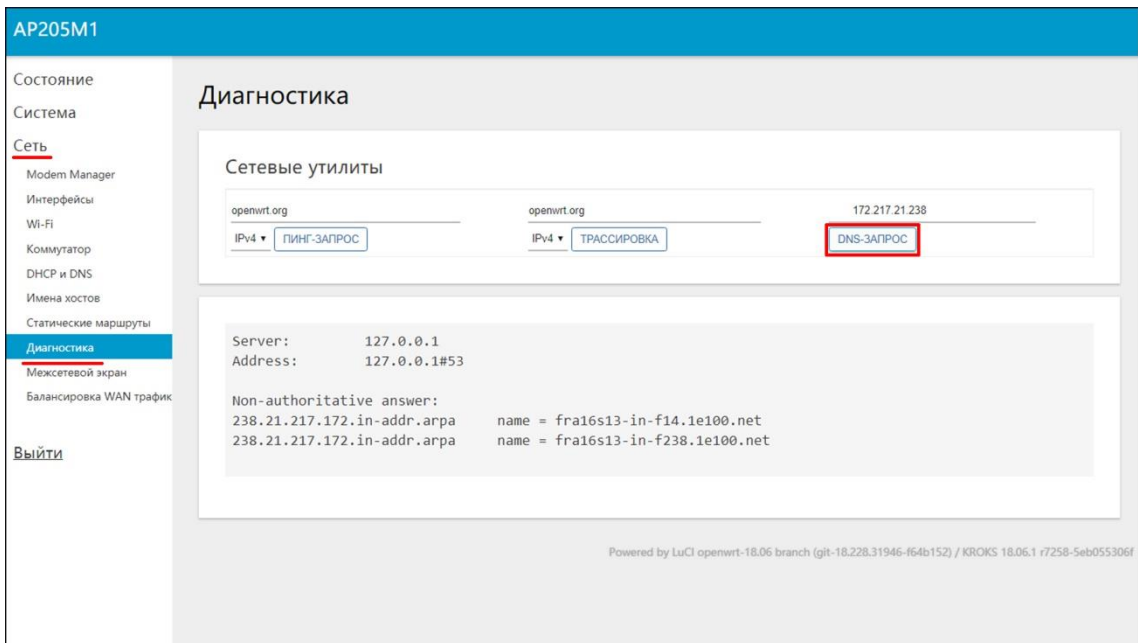 AP205M1
Состояние
Система
Сеть
Modem Manager
Интерфейсы
Wi-Fi
Коммутатор
DHCP и DNS
Имена хостов
Статические маршруты
Диагностика
Межсетевой экран
Балансировка WAN трафик
Выйти
Диагностика
Сетевые утилиты
openwrt.org openwrt.org 172.217.21.238
IPv4 ПИНГ-ЗАПРОС IPv4 ТРАССИРОВКА DNS-ЗАПРОС
Server: 127.0.0.1
Address: 127.0.0.1#53
Non-authoritative answer:
238.21.217.172.in-addr.arpa name = fra16s13-in-f14.1e100.net
238.21.217.172.in-addr.arpa name = fra16s13-in-f238.1e100.net
Powered by LuCI openwrt-18.06 branch (git-18.228.31946-f64b152) / KROKS 18.06.1 r7258-5eb055306f